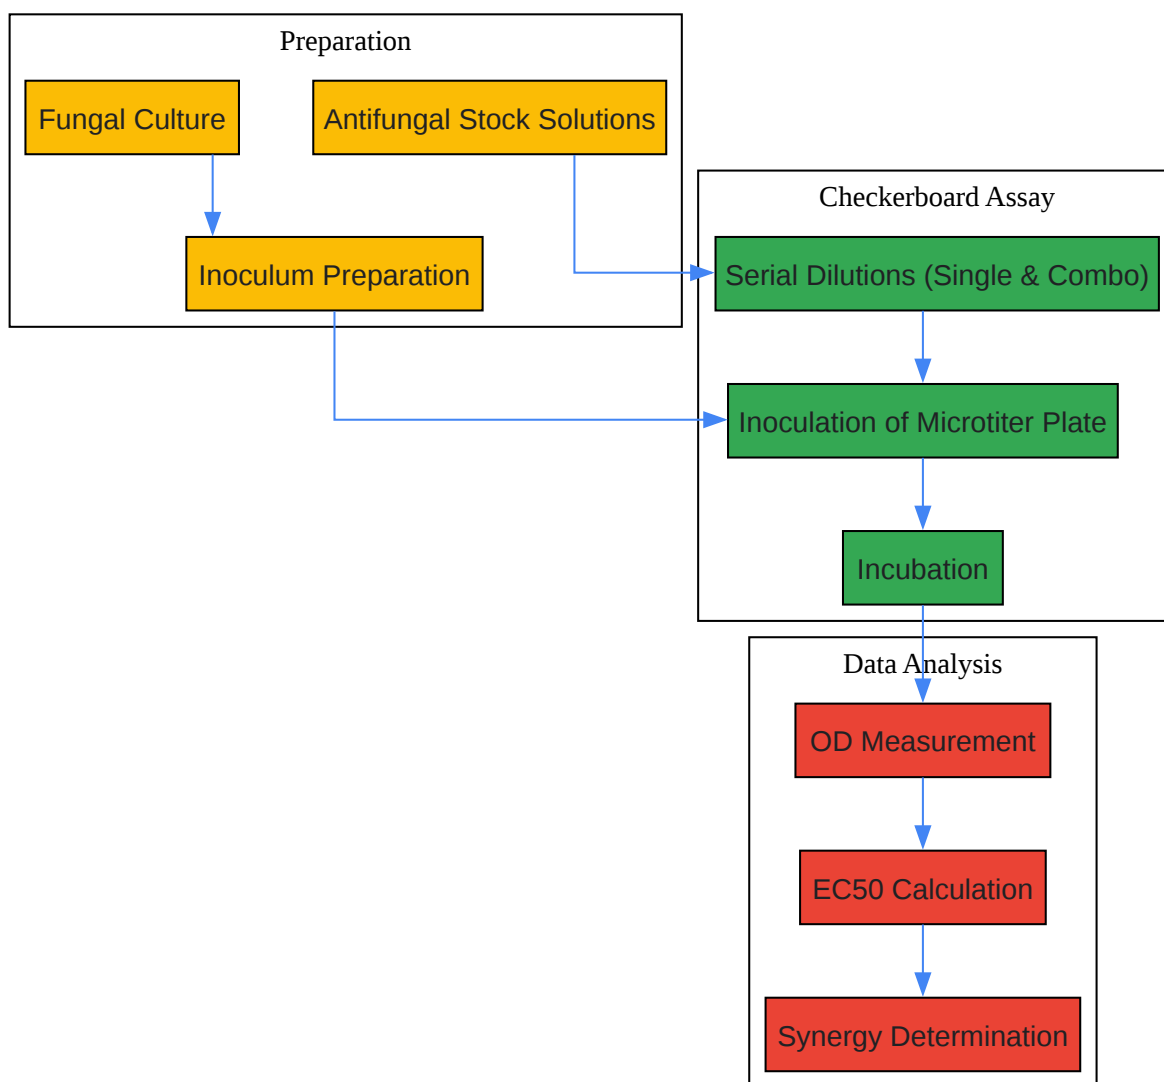 Preparation
Fungal Culture
Antifungal Stock Solutions
Inoculum Preparation
Checkerboard Assay
Serial Dilutions (Single & Combo)
Inoculation of Microtiter Plate
Incubation
Data Analysis
OD Measurement
EC50 Calculation
Synergy Determination